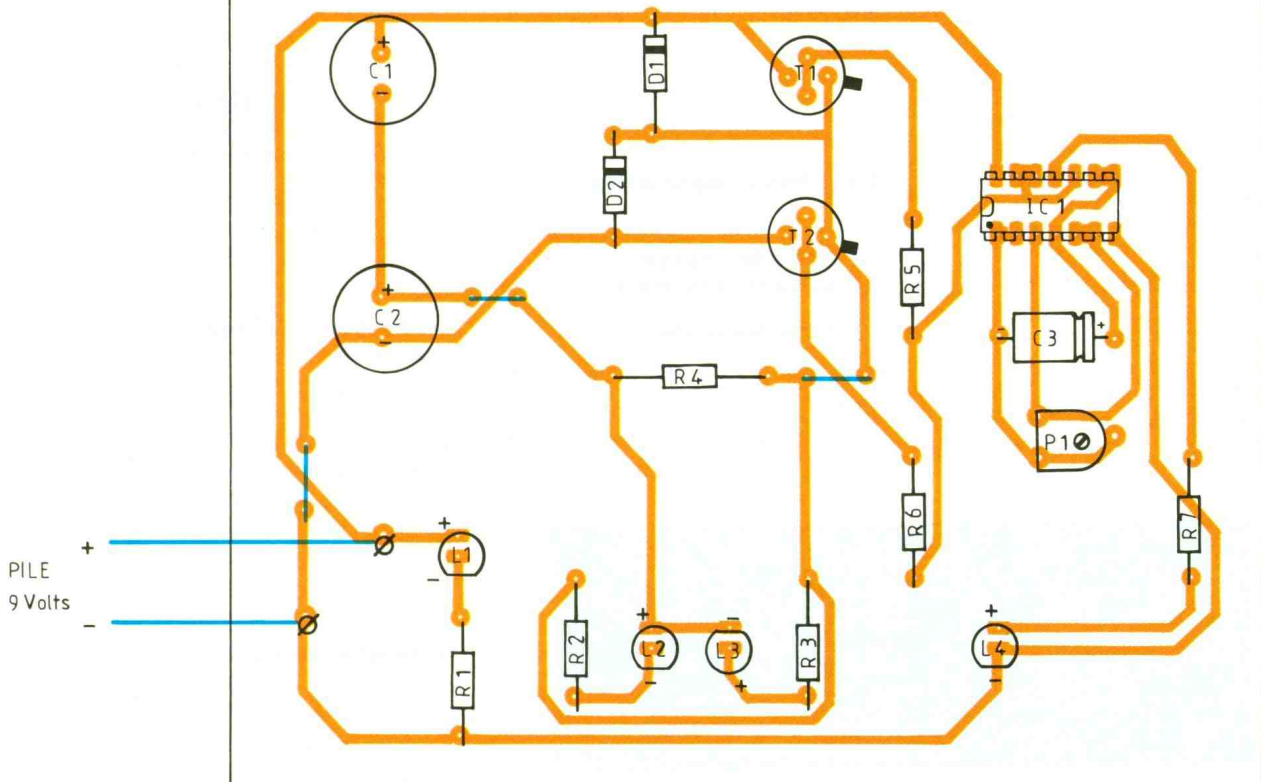 +
C1
-
D1
T1
D2
T2
IC1
+
C2
-
R5
-
C3
+
R4
P1
+
L1
-
R6
R7
PILE
9 Volts
+
-
R1
R2
+
L2
-
-
L3
+
R3
+
L4
-